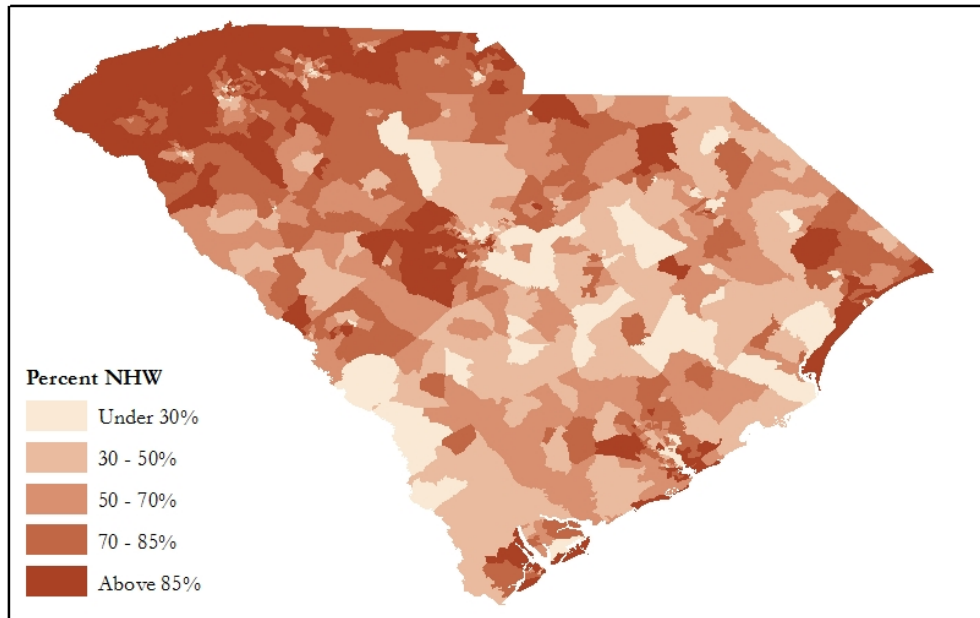 Percent NHW
Under 30%
30 - 50%
50 - 70%
70 - 85%
Above 85%